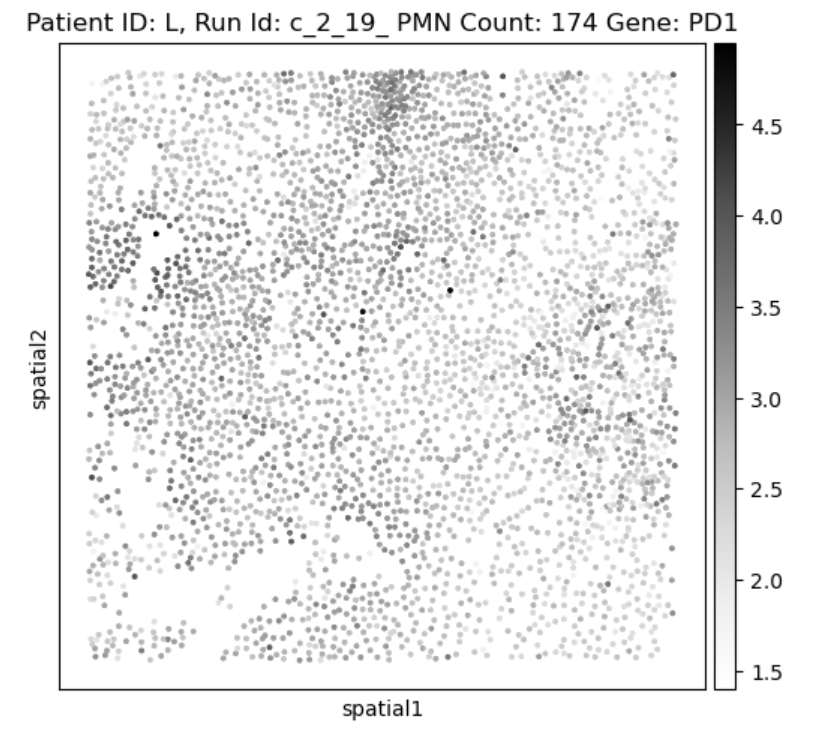 Patient ID: L, Run Id: c_2_19_ PMN Count: 174 Gene: PD1
4.5
4.0
3.5
3.0
2.5
2.0
1.5
spatial2
spatial1